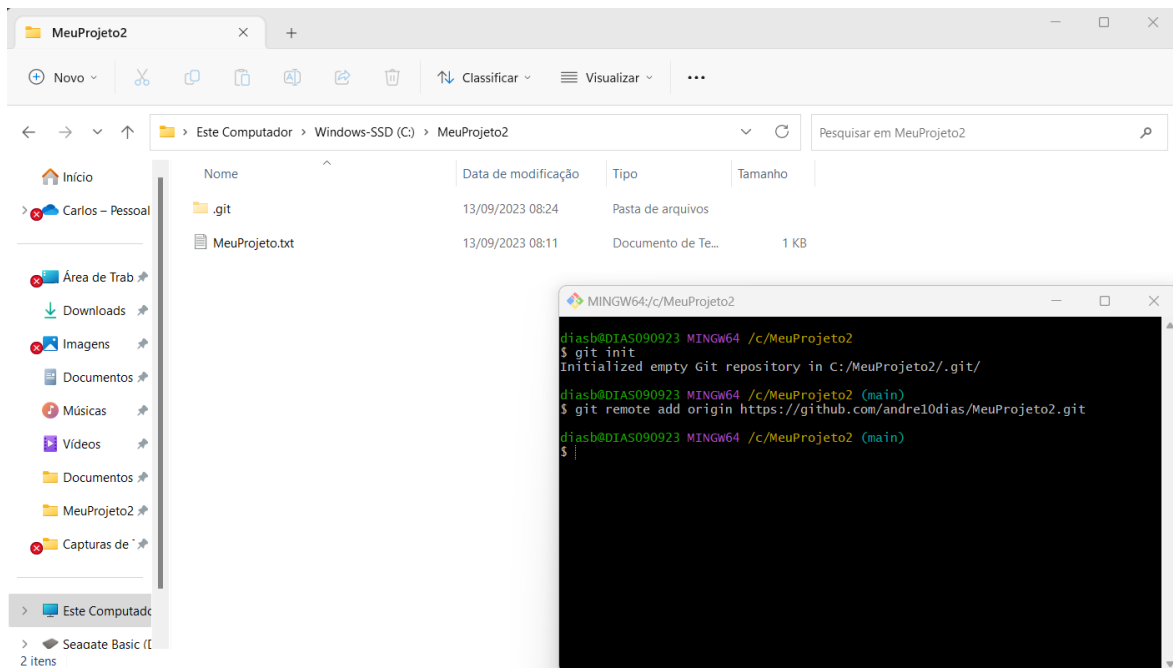 MeuProjeto2
Novo
Classificar
Visualizar
Este Computador > Windows-SSD (C:) > MeuProjeto2
Pesquisar em MeuProjeto2
Início
Carlos – Pessoal
Área de Trab
Downloads
Imagens
Documentos
Músicas
Vídeos
Documentos
MeuProjeto2
Capturas de
Este Computado
Seagate Basic (D
2 itens
Nome Data de modificação Tipo Tamanho
.git 13/09/2023 08:24 Pasta de arquivos
MeuProjeto.txt 13/09/2023 08:11 Documento de Te... 1 KB
MINGW64:/c/MeuProjeto2
diasb@DIAS090923 MINGW64 /c/MeuProjeto2
$ git init
Initialized empty Git repository in C:/MeuProjeto2/.git/
diasb@DIAS090923 MINGW64 /c/MeuProjeto2 (main)
$ git remote add origin https://github.com/andre10dias/MeuProjeto2.git
diasb@DIAS090923 MINGW64 /c/MeuProjeto2 (main)
$